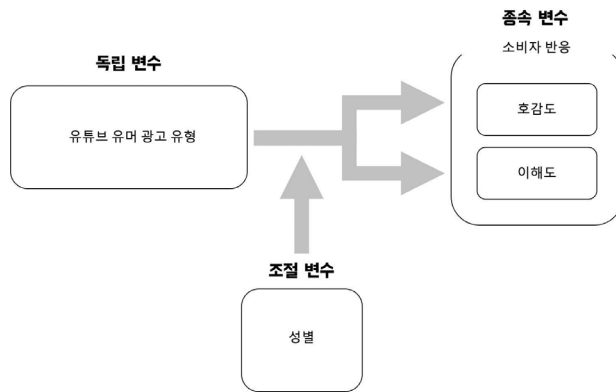 종속 변수
소비자 반응
독립 변수
호감도
유튜브 유머 광고 유형
이해도
조절 변수
성별